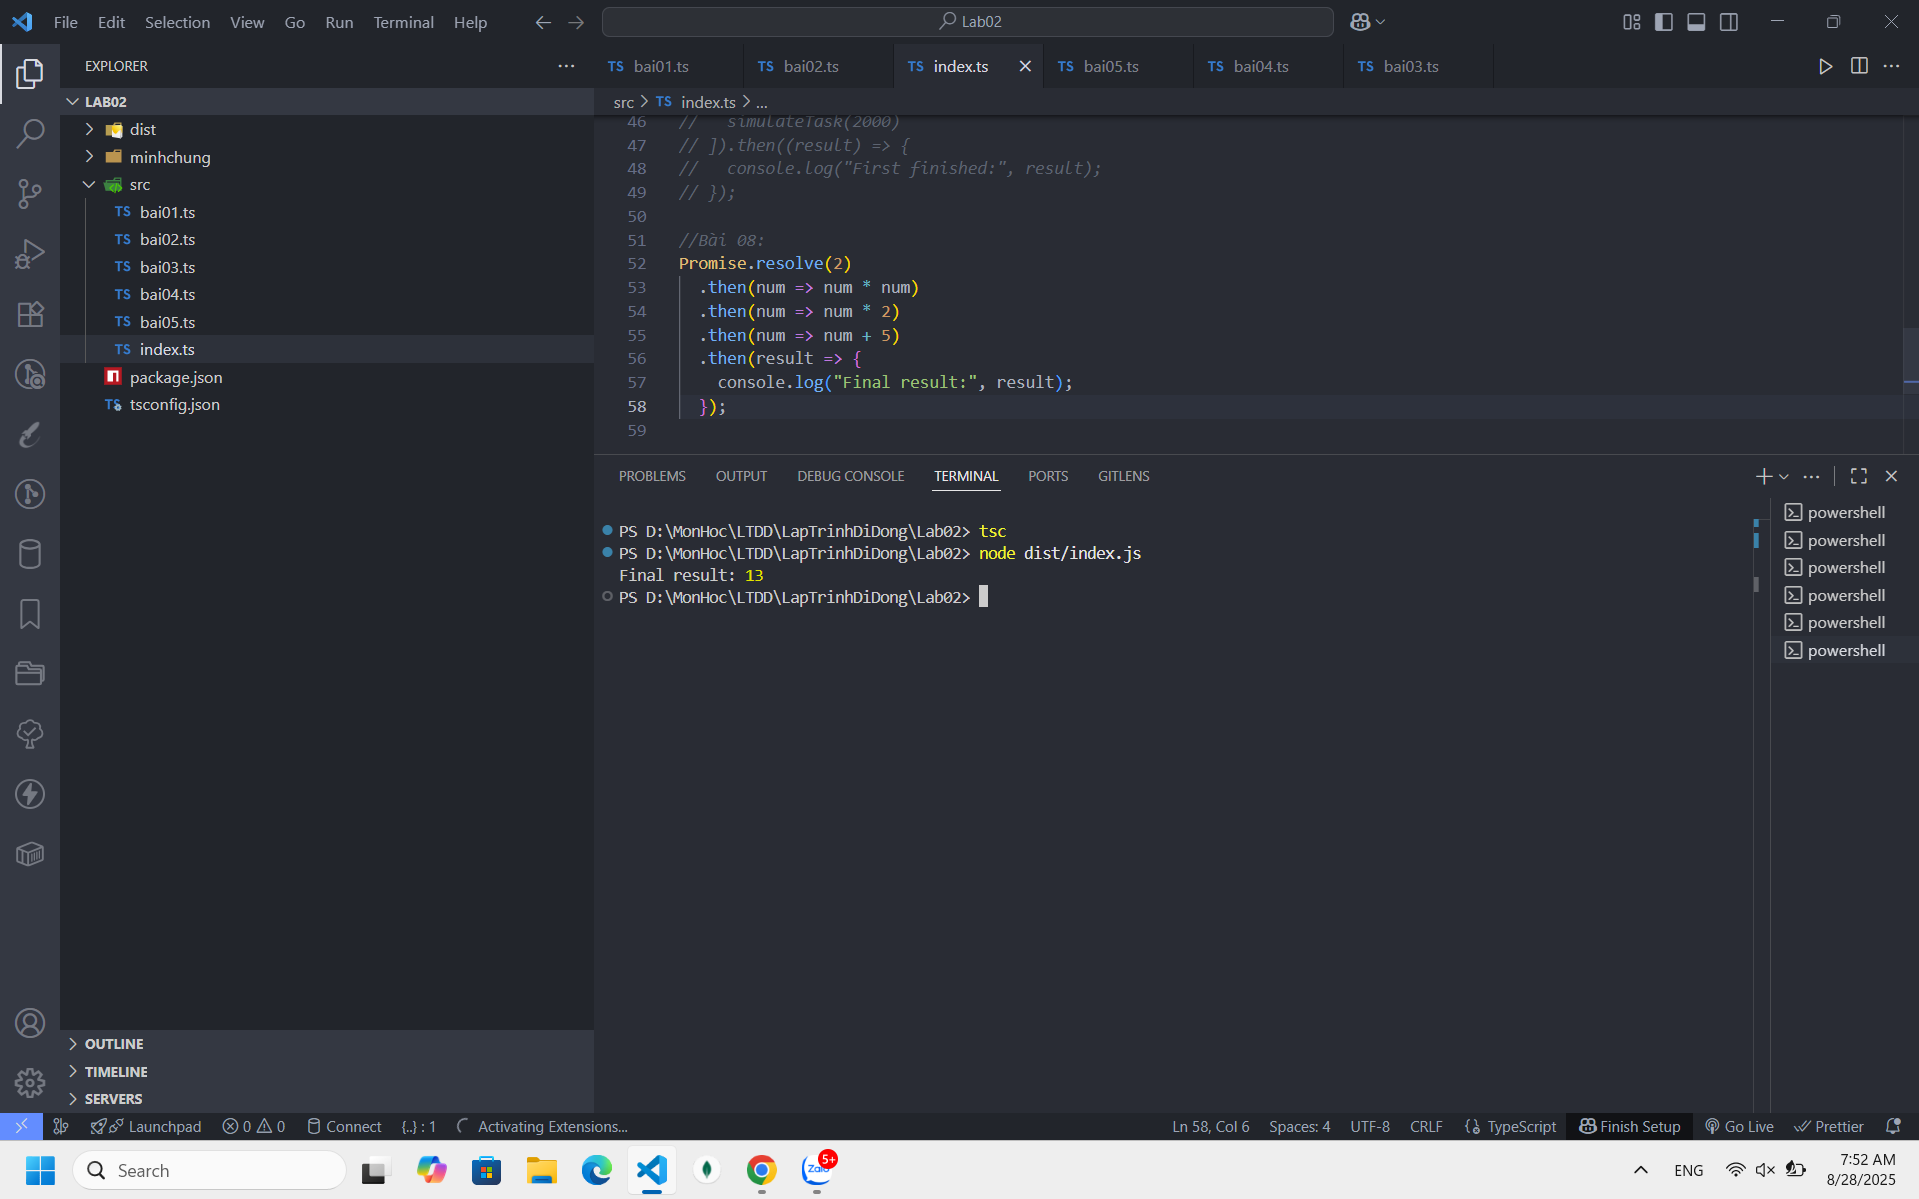 File Edit Selection View Go Run Terminal Help
Lab02
EXPLORER
LAB02
dist
minhchung
src
TS bai01.ts
TS bai02.ts
TS bai03.ts
TS bai04.ts
TS bai05.ts
TS index.ts
package.json
TS tsconfig.json
OUTLINE
TIMELINE
SERVERS
TS bai01.ts TS bai02.ts TS index.ts TS bai05.ts TS bai04.ts TS bai03.ts
src > TS index.ts > ...
46 //   simulateTask(2000)
47 // ]).then((result) => {
48 //   console.log("First finished:", result);
49 // });
50
51 //Bài 08:
52 Promise.resolve(2)
53   .then(num => num * num)
54   .then(num => num * 2)
55   .then(num => num + 5)
56   .then(result => {
57     console.log("Final result:", result);
58   });
59
PROBLEMS OUTPUT DEBUG CONSOLE TERMINAL PORTS GITLENS
PS D:\MonHoc\LTDD\LapTrinhDiDong\Lab02> tsc
PS D:\MonHoc\LTDD\LapTrinhDiDong\Lab02> node dist/index.js
Final result: 13
PS D:\MonHoc\LTDD\LapTrinhDiDong\Lab02>
powershell
powershell
powershell
powershell
powershell
powershell
Launchpad 0 0 Connect {..} : 1 Activating Extensions... Ln 58, Col 6 Spaces: 4 UTF-8 CRLF TypeScript Finish Setup Go Live Prettier
Search
Zalo
5+
ENG
7:52 AM
8/28/2025